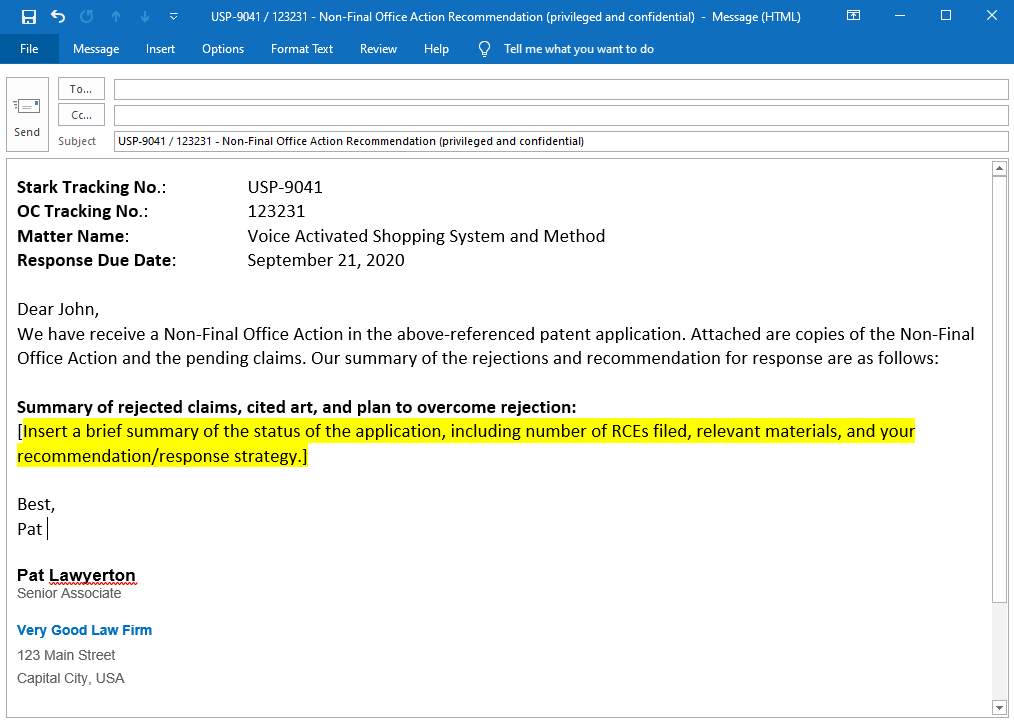 USP-9041 / 123231 - Non-Final Office Action Recommendation (privileged and confidential) - Message (HTML)
File Message Insert Options Format Text Review Help Tell me what you want to do
To...
Cc...
Send
Subject USP-9041 / 123231 - Non-Final Office Action Recommendation (privileged and confidential)
Stark Tracking No.: USP-9041
OC Tracking No.: 123231
Matter Name: Voice Activated Shopping System and Method
Response Due Date: September 21, 2020
Dear John,
We have receive a Non-Final Office Action in the above-referenced patent application. Attached are copies of the Non-Final
Office Action and the pending claims. Our summary of the rejections and recommendation for response are as follows:
Summary of rejected claims, cited art, and plan to overcome rejection:
[Insert a brief summary of the status of the application, including number of RCEs filed, relevant materials, and your
recommendation/response strategy.]
Best,
Pat
Pat Lawyerton
Senior Associate
Very Good Law Firm
123 Main Street
Capital City, USA